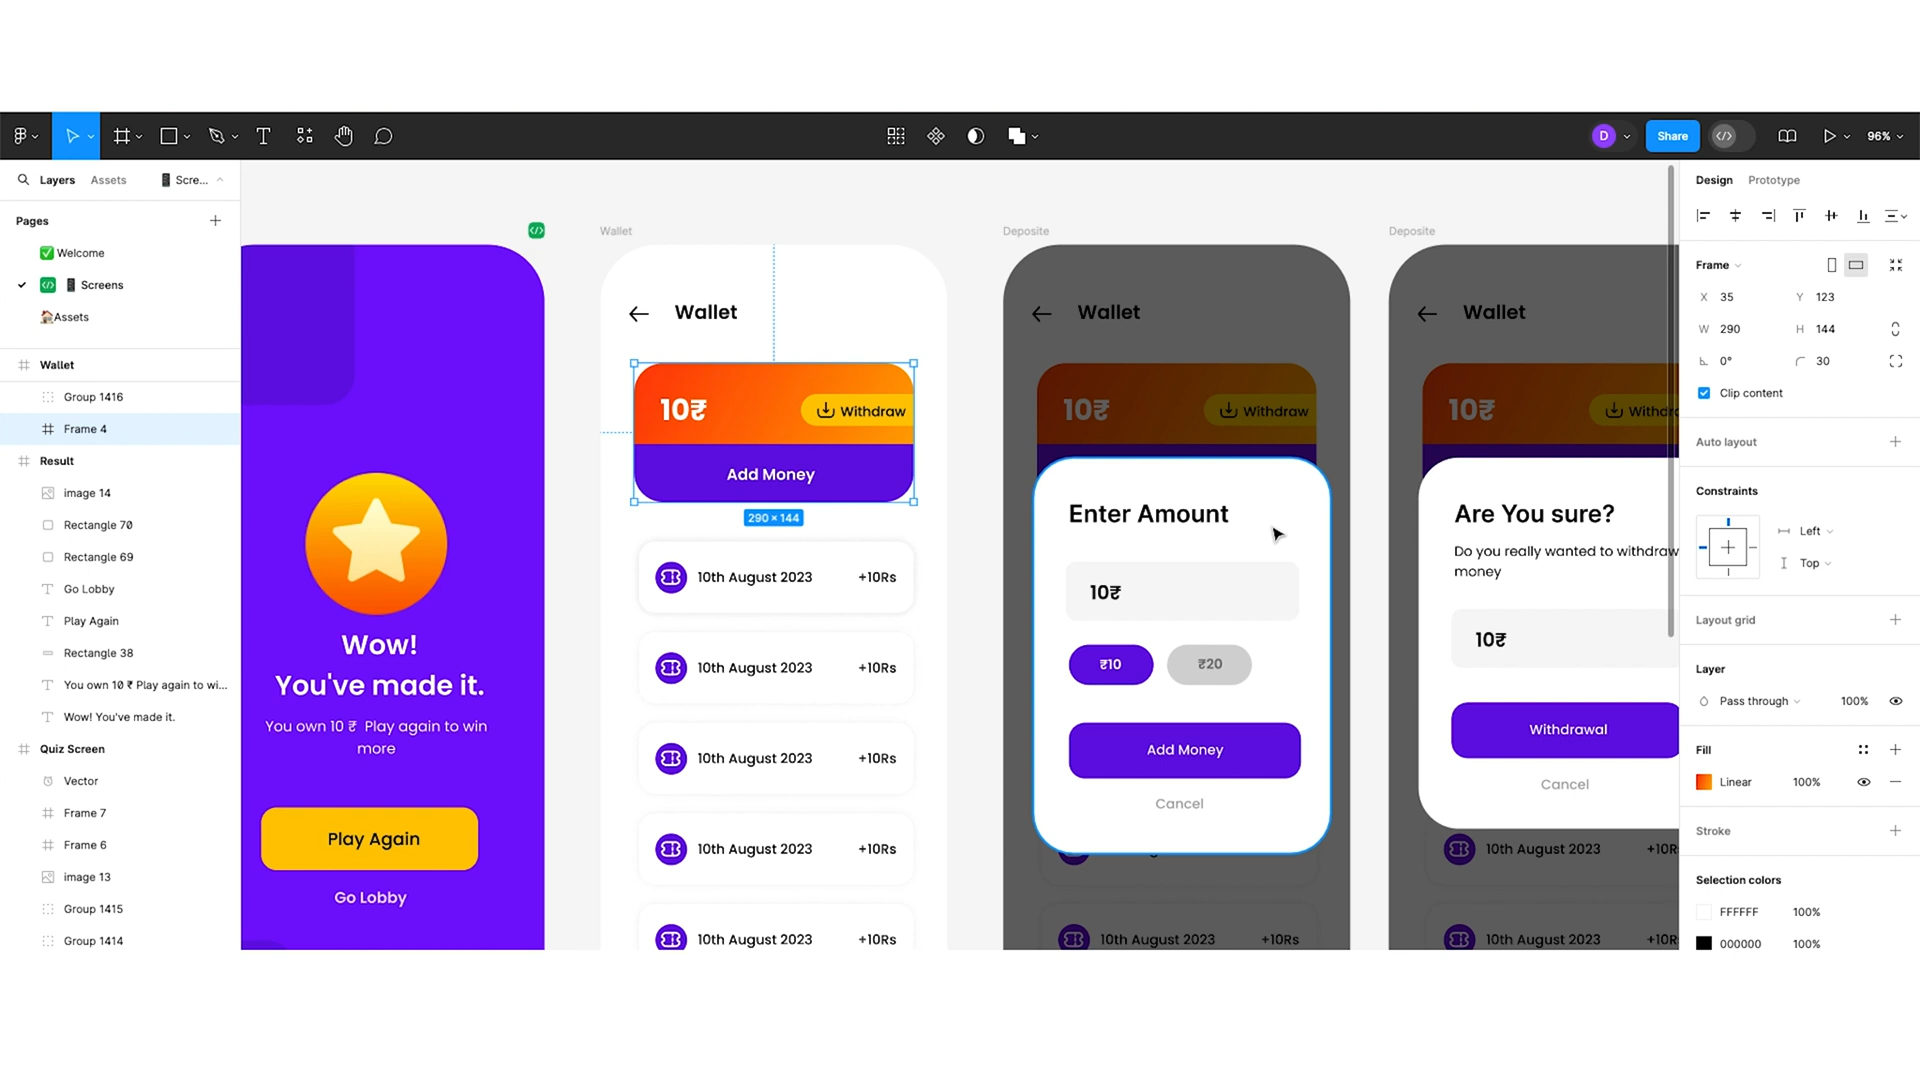 D
Share
96%
Layers
Assets
Scre...
Pages
Welcome
Screens
Assets
Wallet
Group 1416
Frame 4
Result
image 14
Rectangle 70
Rectangle 69
Go Lobby
Play Again
Rectangle 38
You own 10 ₹ Play again to wi...
Wow! You've made it.
Quiz Screen
Vector
Frame 7
Frame 6
image 13
Group 1415
Group 1414
Wow!
You've made it.
You own 10 ₹ Play again to win
more
Play Again
Go Lobby
Wallet
Wallet
10₹
Withdraw
Add Money
290 × 144
10th August 2023 +10Rs
10th August 2023 +10Rs
10th August 2023 +10Rs
10th August 2023 +10Rs
10th August 2023 +10Rs
Deposite
Wallet
10₹
Withdraw
Enter Amount
10₹
₹10
₹20
Add Money
Cancel
10th August 2023 +10Rs
Deposite
Wallet
10₹
Withdr
Are You sure?
Do you really wanted to withdraw
money
10₹
Withdrawal
Cancel
10th August 2023 +10R
10th August 2023 +10R
Design
Prototype
Frame
X 35
Y 123
W 290
H 144
0°
30
Clip content
Auto layout
Constraints
Left
Top
Layout grid
Layer
Pass through 100%
Fill
Linear 100%
Stroke
Selection colors
FFFFFF 100%
000000 100%